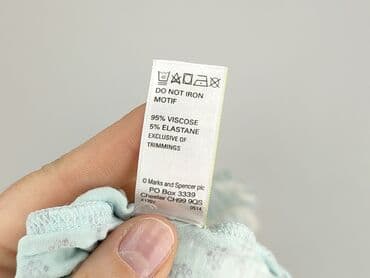 DO NOT IRON
MOTIF
95% VISCOSE
5% ELASTANE
EXCLUSIVE OF
TRIMMINGS
© Marks and Spencer plc
PO Box 3339
Chester CH99 9QS
0514